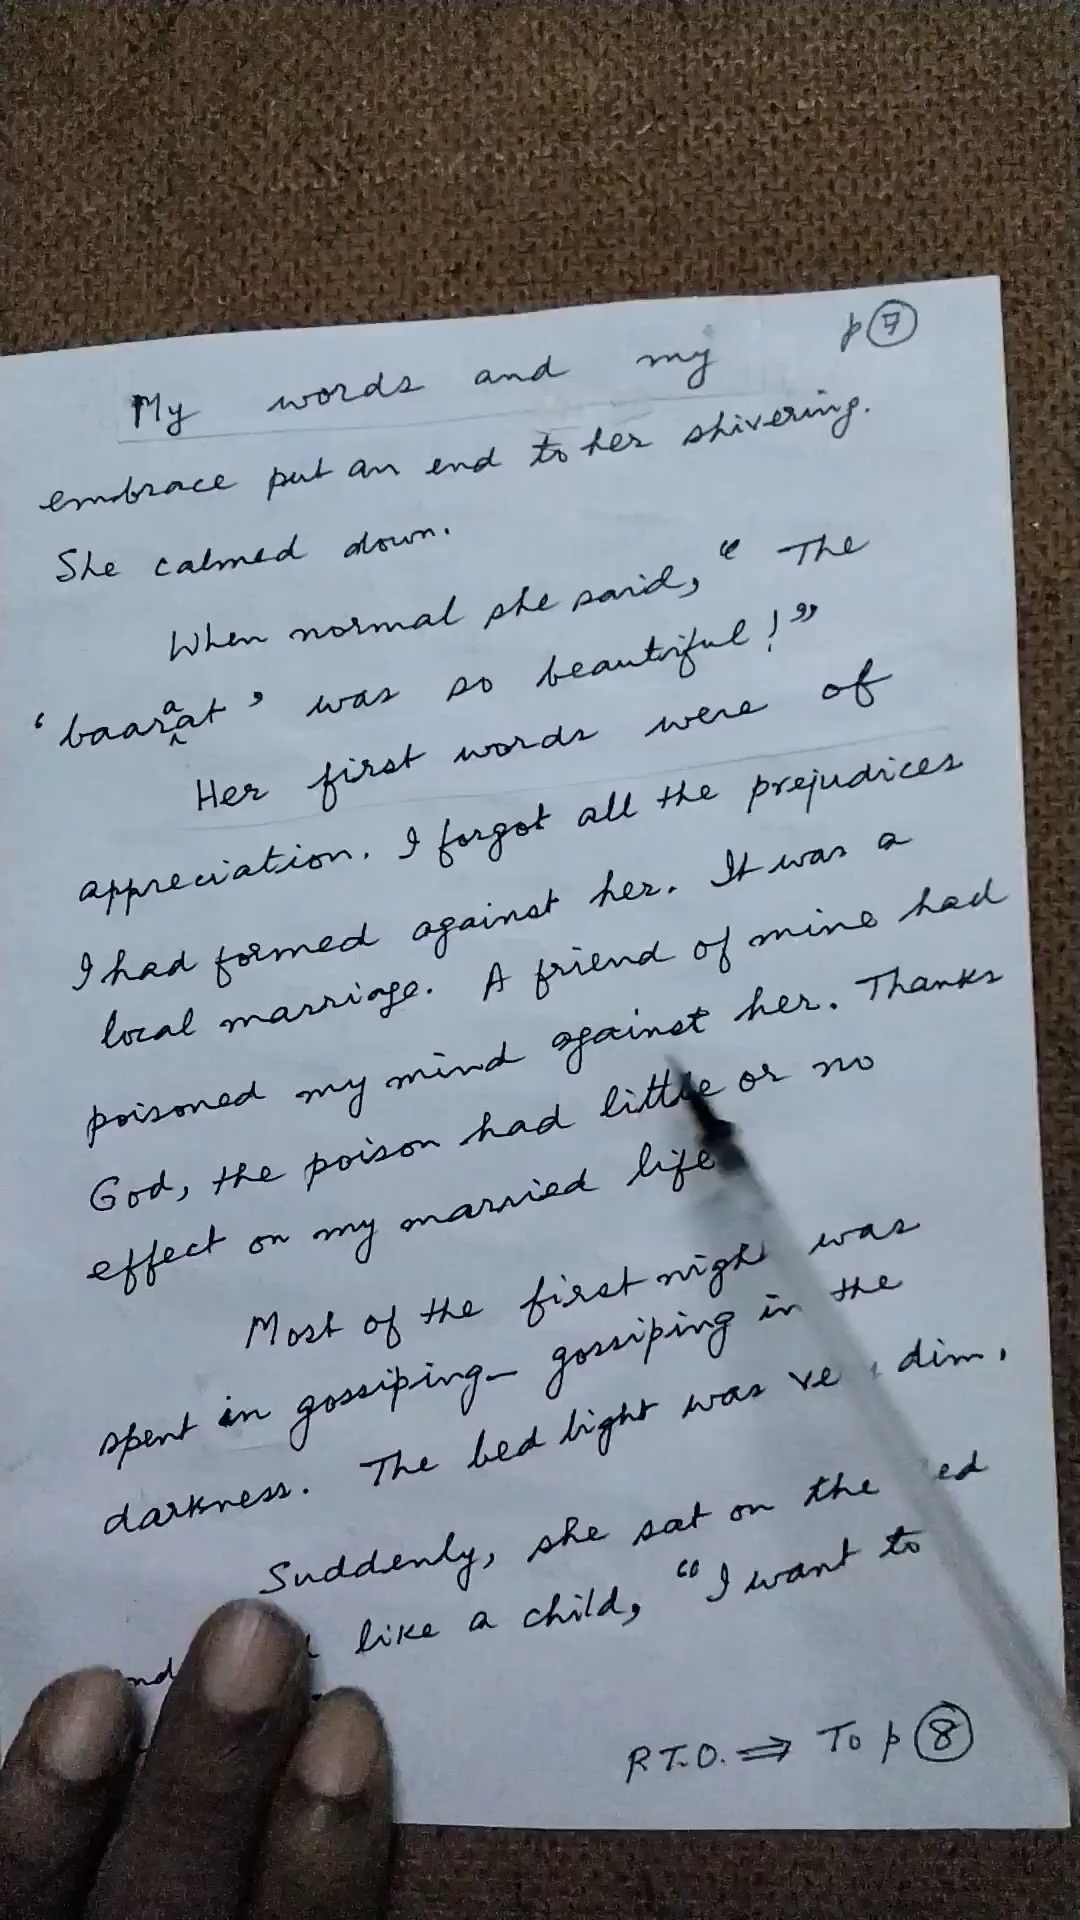 p 7
My words and my
embrace put an end to her shivering.
She calmed down.
When normal she said, “ The
‘baaraat’ was so beautiful!”
Her first words were of
appreciation. I forgot all the prejudices
I had formed against her. It was a
local marriage. A friend of mine had
poisoned my mind against her. Thanks
God, the poison had little or no
effect on my married life
Most of the first night was
spent in gossiping– gossiping in the
darkness. The bed light was dim.
Suddenly, she sat on the
like a child, “I want to
P.T.O. ⇒ To p 8